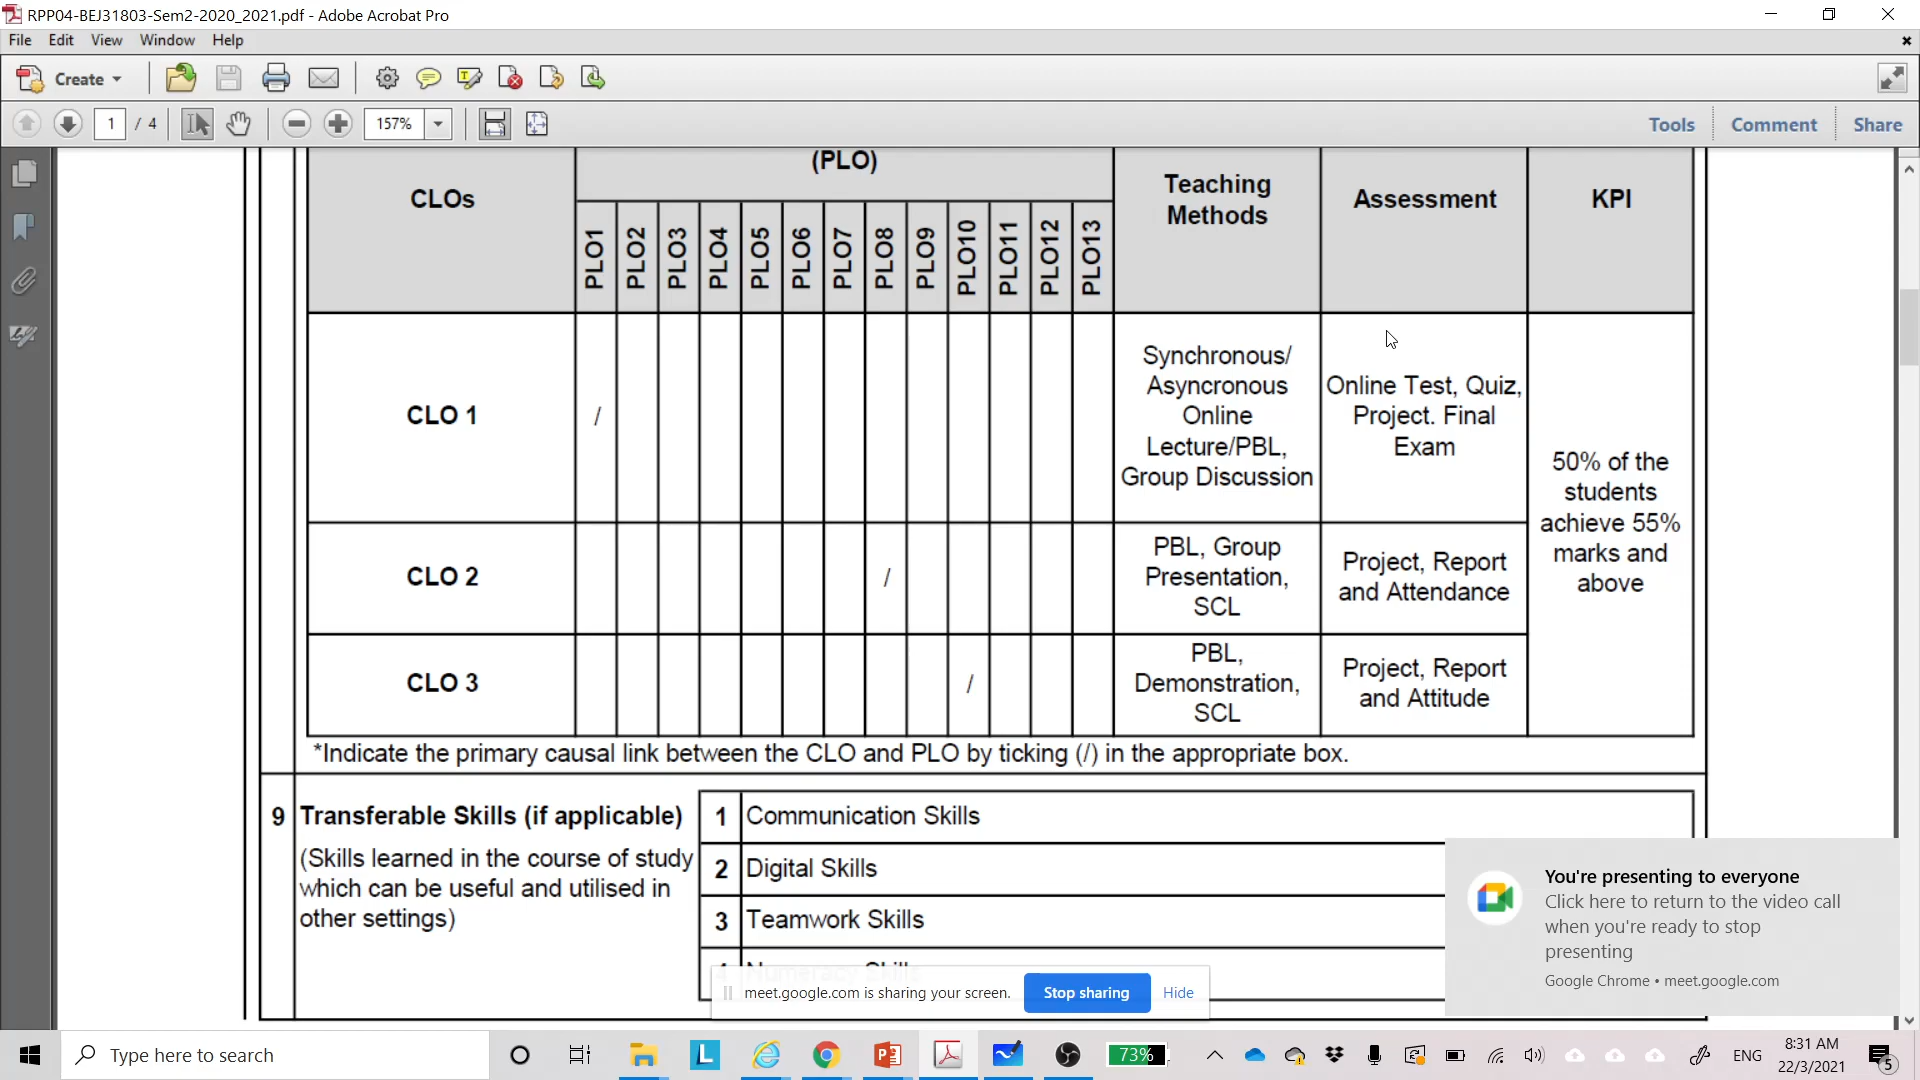 RPP04-BEJ31803-Sem2-2020_2021.pdf - Adobe Acrobat Pro
File Edit View Window Help
Create
1 / 4 157% Tools Comment Share
(PLO)
CLOs
Teaching
Methods
Assessment
KPI
PLO1 PLO2 PLO3 PLO4 PLO5 PLO6 PLO7 PLO8 PLO9 PLO10 PLO11 PLO12 PLO13
CLO 1
/
Synchronous/
Asyncronous
Online
Lecture/PBL,
Group Discussion
Online Test, Quiz,
Project. Final
Exam
50% of the
students
achieve 55%
marks and
above
CLO 2
/
PBL, Group
Presentation,
SCL
Project, Report
and Attendance
CLO 3
/
PBL,
Demonstration,
SCL
Project, Report
and Attitude
*Indicate the primary causal link between the CLO and PLO by ticking (/) in the appropriate box.
9 Transferable Skills (if applicable)
(Skills learned in the course of study
which can be useful and utilised in
other settings)
1 Communication Skills
2 Digital Skills
3 Teamwork Skills
4 Numeracy Skills
You're presenting to everyone
Click here to return to the video call
when you're ready to stop
presenting
Google Chrome • meet.google.com
meet.google.com is sharing your screen. Stop sharing Hide
Type here to search
73%
ENG
8:31 AM
22/3/2021
5